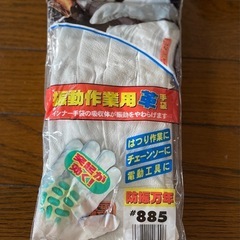 振動作業用革手袋
インナー手袋の吸収体が振動をやわらげます
はつり作業に
チェーンソーに
電動工具に
防振万年
#885